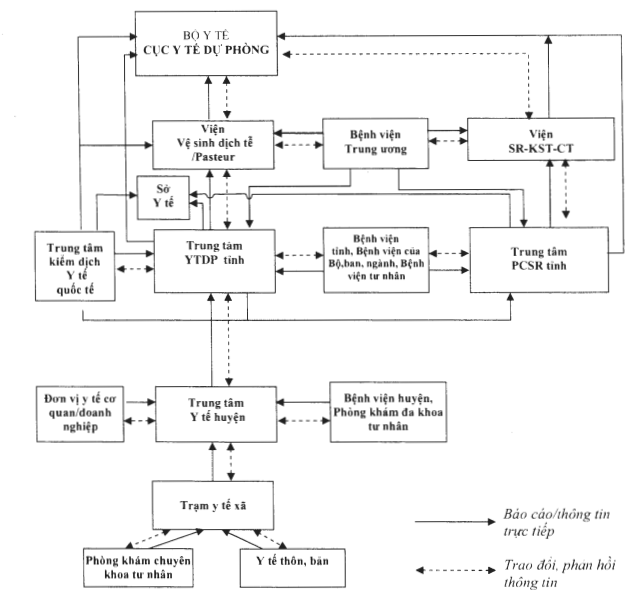 BỘ Y TẾ
CỤC Y TẾ DỰ PHÒNG
Viện
Vệ sinh dịch tễ
/Pasteur
Bệnh viện
Trung ương
Viện
SR-KST-CT
Sở
Y tế
Trung tâm
kiểm dịch
Y tế
quốc tế
Trung tâm
YTDP tỉnh
Bệnh viện
tỉnh, Bệnh viện của
Bộ,ban, ngành, Bệnh
viện tư nhân
Trung tâm
PCSR tỉnh
Đơn vị y tế cơ
quan/doanh
nghiệp
Trung tâm
Y tế huyện
Bệnh viện huyện,
Phòng khám đa khoa
tư nhân
Trạm y tế xã
Phòng khám chuyên
khoa tư nhân
Y tế thôn, bản
Báo cáo/thông tin
trực tiếp
Trao đổi, phản hồi
thông tin